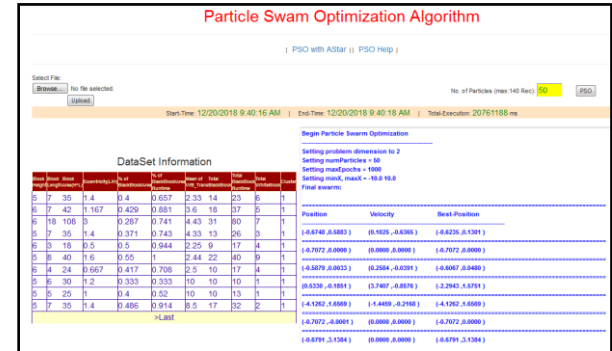 Particle Swam Optimization Algorithm
| PSO with AStar || PSO Help |
Select File:
Browse... No file selected.
Upload
No. of Particles (max:140 Rec): 50 PSO
Start-Time: 12/20/2018 9:40:16 AM | End-Time: 12/20/2018 9:40:18 AM | Total-Execution: 20761188 ms
DataSet Information
5 7 35 1.4 0.4 0.657 2.33 14 23 6 1
6 7 42 1.167 0.429 0.881 3.6 18 37 5 1
6 18 108 3 0.287 0.741 4.43 31 80 7 1
5 7 35 1.4 0.371 0.743 4.33 13 26 3 1
6 3 18 0.5 0.5 0.944 2.25 9 17 4 1
5 8 40 1.6 0.55 1 2.44 22 40 9 1
6 4 24 0.667 0.417 0.708 2.5 10 17 4 1
5 6 30 1.2 0.333 0.333 10 10 10 1 1
5 5 25 1 0.4 0.52 10 10 13 1 1
5 7 35 1.4 0.486 0.914 8.5 17 32 2 1
>Last
Begin Particle Swarm Optimization
Setting problem dimension to 2
Setting numParticles = 50
Setting maxEpochs = 1000
Setting minX, maxX = -10.0 10.0
Final swarm:
Position Velocity Best-Position
(-0.6748 ,0.5883 ) (0.1025 ,-0.6366 ) (-0.6235 ,0.1301 )
(-0.7072 ,0.0000 ) (0.0000 ,0.0000 ) (-0.7072 ,0.0000 )
(-0.5879 ,0.0033 ) (0.2584 ,-0.0391 ) (-0.6067 ,0.0480 )
(0.5330 ,-0.1851 ) (3.7407 ,-0.8576 ) (-2.2943 ,1.5751 )
(-4.1262 ,1.6569 ) (-1.4459 ,-0.2168 ) (-4.1262 ,1.6569 )
(-0.7072 ,-0.0001 ) (0.0000 ,0.0000 ) (-0.7072 ,0.0000 )
(-0.6791 ,3.1384 ) (0.0000 ,0.0000 ) (-0.6791 ,3.1384 )